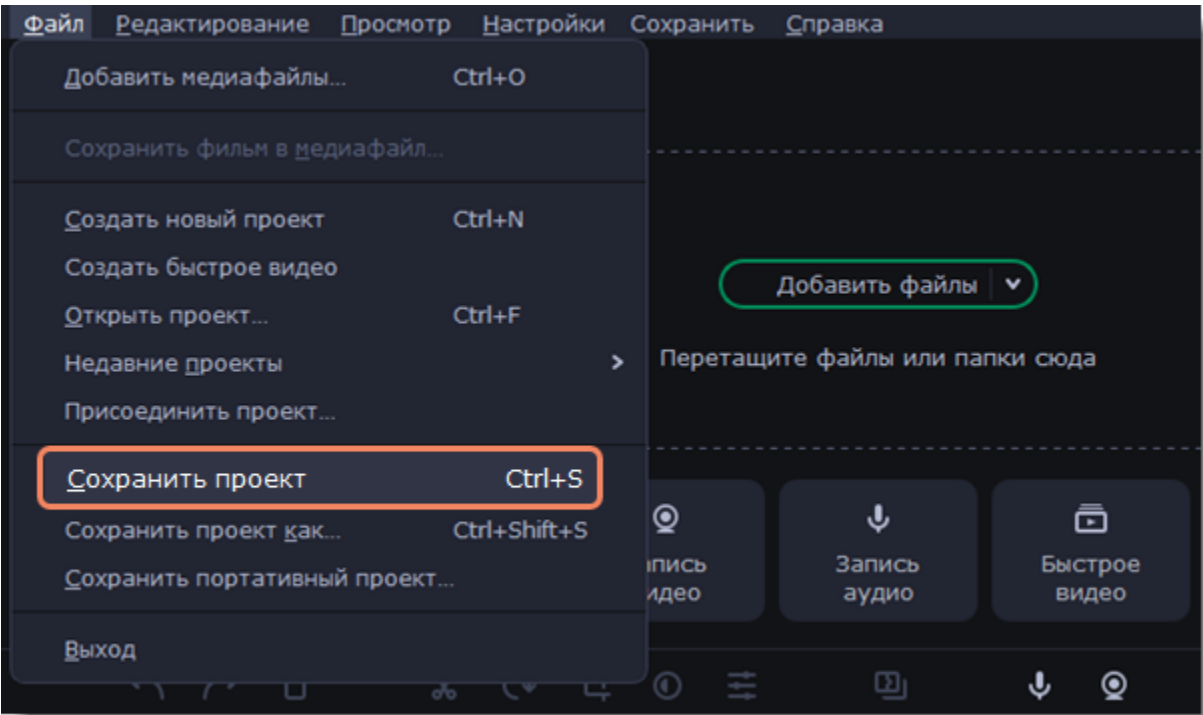 Файл Редактирование Просмотр Настройки Сохранить Справка
Добавить медиафайлы... Ctrl+O
Сохранить фильм в медиафайл...
Создать новый проект Ctrl+N
Создать быстрое видео
Открыть проект... Ctrl+F
Недавние проекты
Присоединить проект...
Сохранить проект Ctrl+S
Сохранить проект как... Ctrl+Shift+S
Сохранить портативный проект...
Выход
Добавить файлы
Перетащите файлы или папки сюда
Запись
аудио
Быстрое
видео